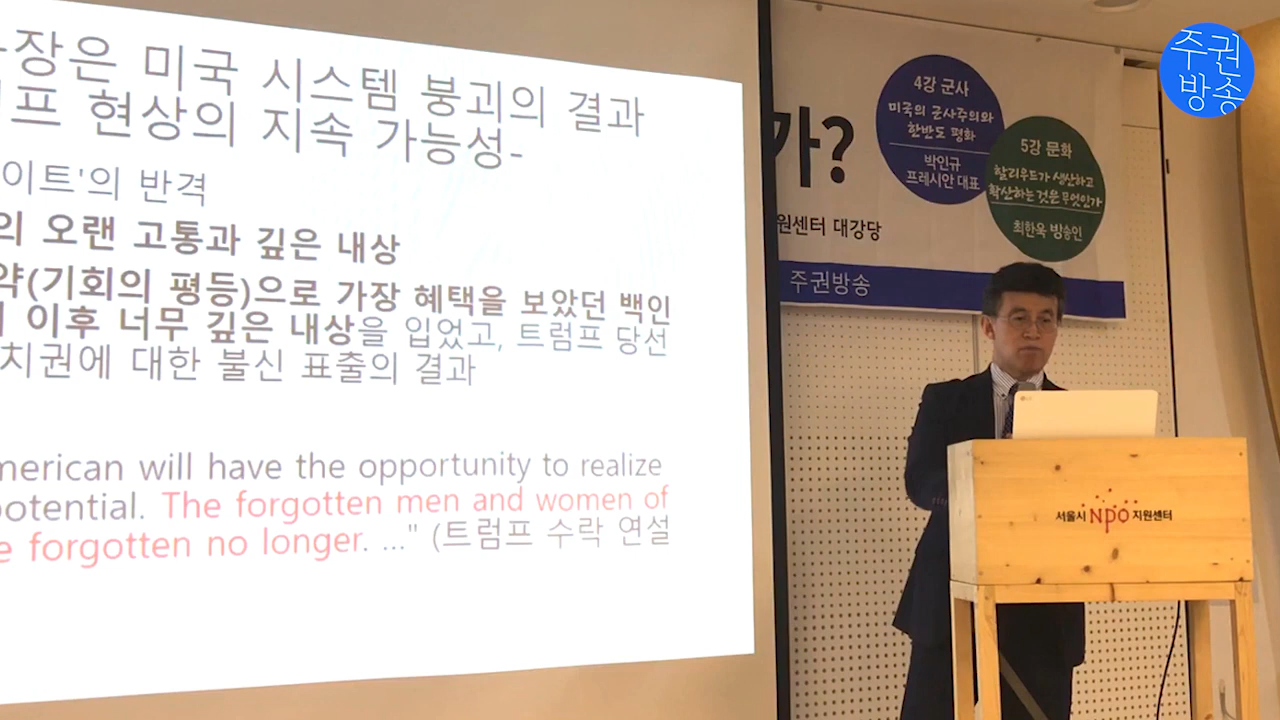 장은 미국 시스템 붕괴의 결과
프 현상의 지속 가능성-
이트'의 반격
의 오랜 고통과 깊은 내상
약(기회의 평등)으로 가장 혜택을 보았던 백인
이후 너무 깊은 내상을 입었고, 트럼프 당선
치권에 대한 불신 표출의 결과
merican will have the opportunity to realize
potential. The forgotten men and women of
e forgotten no longer. ..." (트럼프 수락 연설
가?
원센터 대강당
주권방송
4강 군사
미국의 군사주의와
한반도 평화
박인규
프레시안 대표
5강 문화
할리우드가 생산하고
확산하는 것은 무엇인가
최한욱 방송인
주권
방송
LG
서울시 npo 지원센터